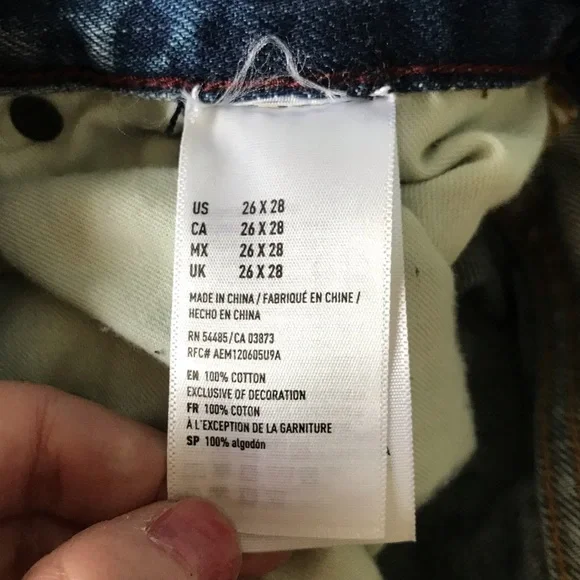 US 26 X 28
CA 26 X 28
MX 26 X 28
UK 26 X 28
MADE IN CHINA / FABRIQUÉ EN CHINE /
HECHO EN CHINA
RN 54485/CA 03873
RFC# AEM120605U9A
EN 100% COTTON
EXCLUSIVE OF DECORATION
FR 100% COTON
À L'EXCEPTION DE LA GARNITURE
SP 100% algodón